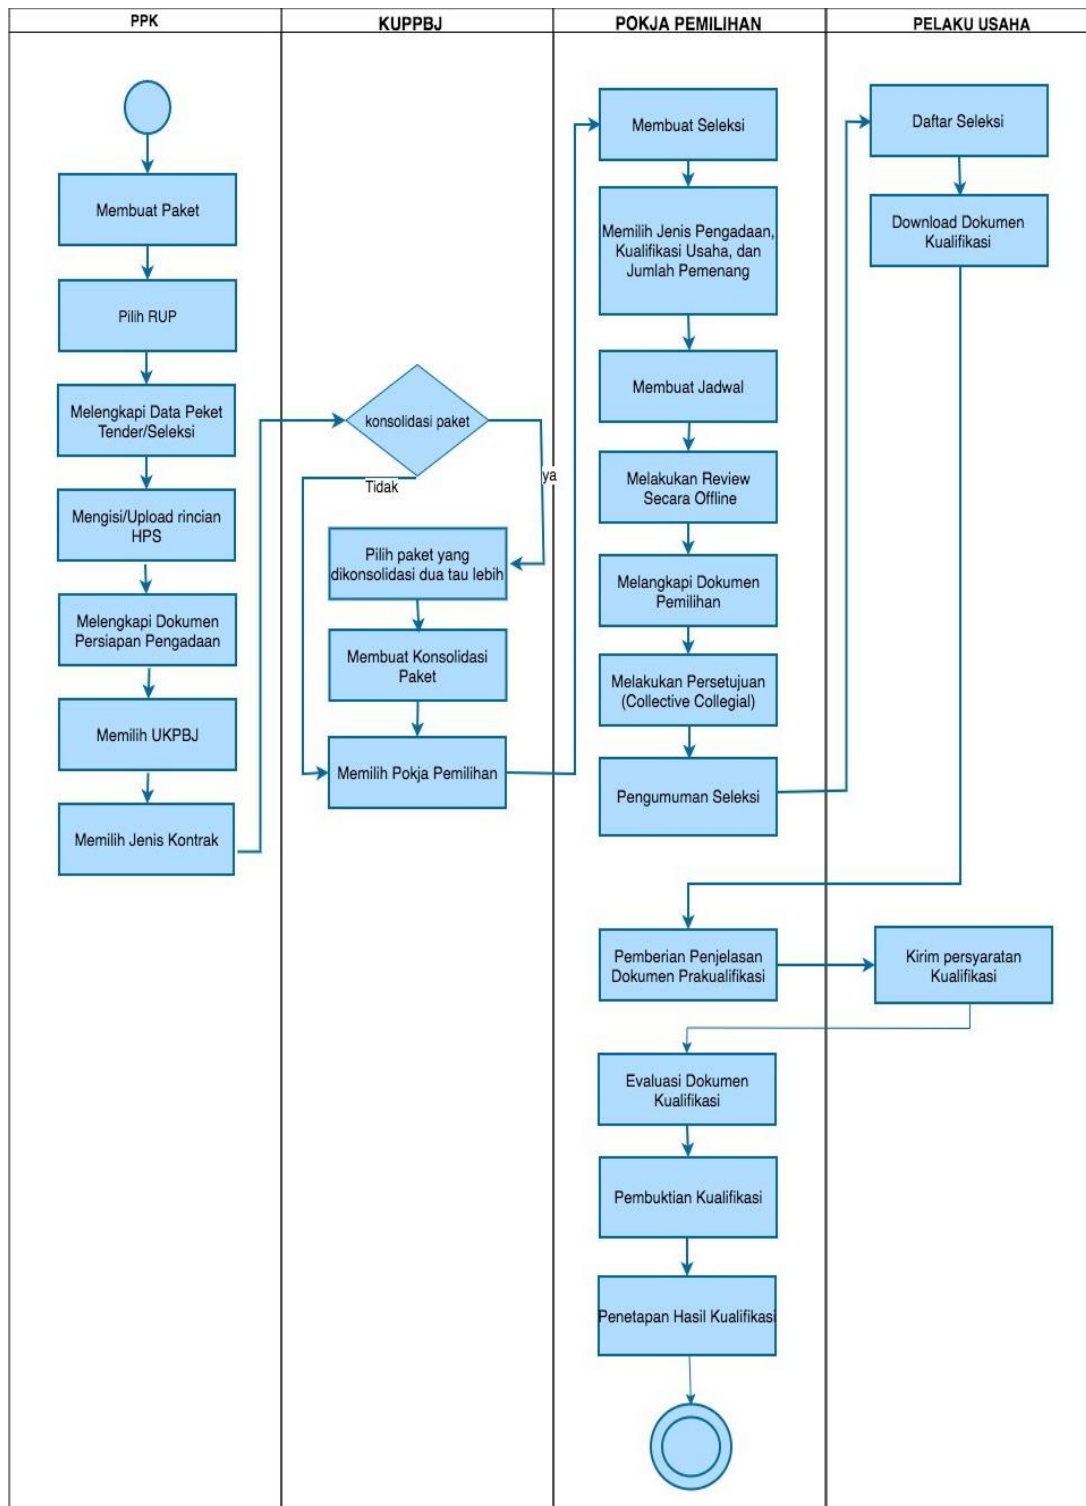 PPK
KUPPBJ
POKJA PEMILIHAN
PELAKU USAHA
Membuat Paket
Pilih RUP
Melengkapi Data Peket
Tender/Seleksi
Mengisi/Upload rincian
HPS
Melengkapi Dokumen
Persiapan Pengadaan
Memilih UKPBJ
Memilih Jenis Kontrak
konsolidasi paket
Tidak
ya
Pilih paket yang
dikonsolidasi dua tau lebih
Membuat Konsolidasi
Paket
Memilih Pokja Pemilihan
Membuat Seleksi
Memilih Jenis Pengadaan,
Kualifikasi Usaha, dan
Jumlah Pemenang
Membuat Jadwal
Melakukan Review
Secara Offline
Melangkapi Dokumen
Pemilihan
Melakukan Persetujuan
(Collective Collegial)
Pengumuman Seleksi
Daftar Seleksi
Download Dokumen
Kualifikasi
Pemberian Penjelasan
Dokumen Prakualifikasi
Kirim persyaratan
Kualifikasi
Evaluasi Dokumen
Kualifikasi
Pembuktian Kualifikasi
Penetapan Hasil Kualifikasi